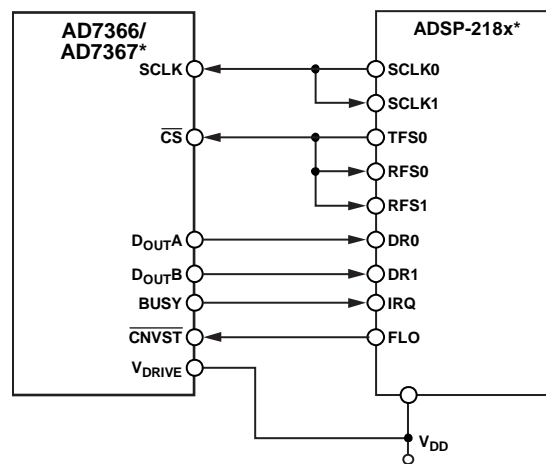 AD7366/
AD7367*
ADSP-218x*
SCLK
SCLK0
SCLK1
CS
TFS0
RFS0
RFS1
DOUTA
DR0
DOUTB
DR1
BUSY
IRQ
CNVST
FLO
VDRIVE
VDD